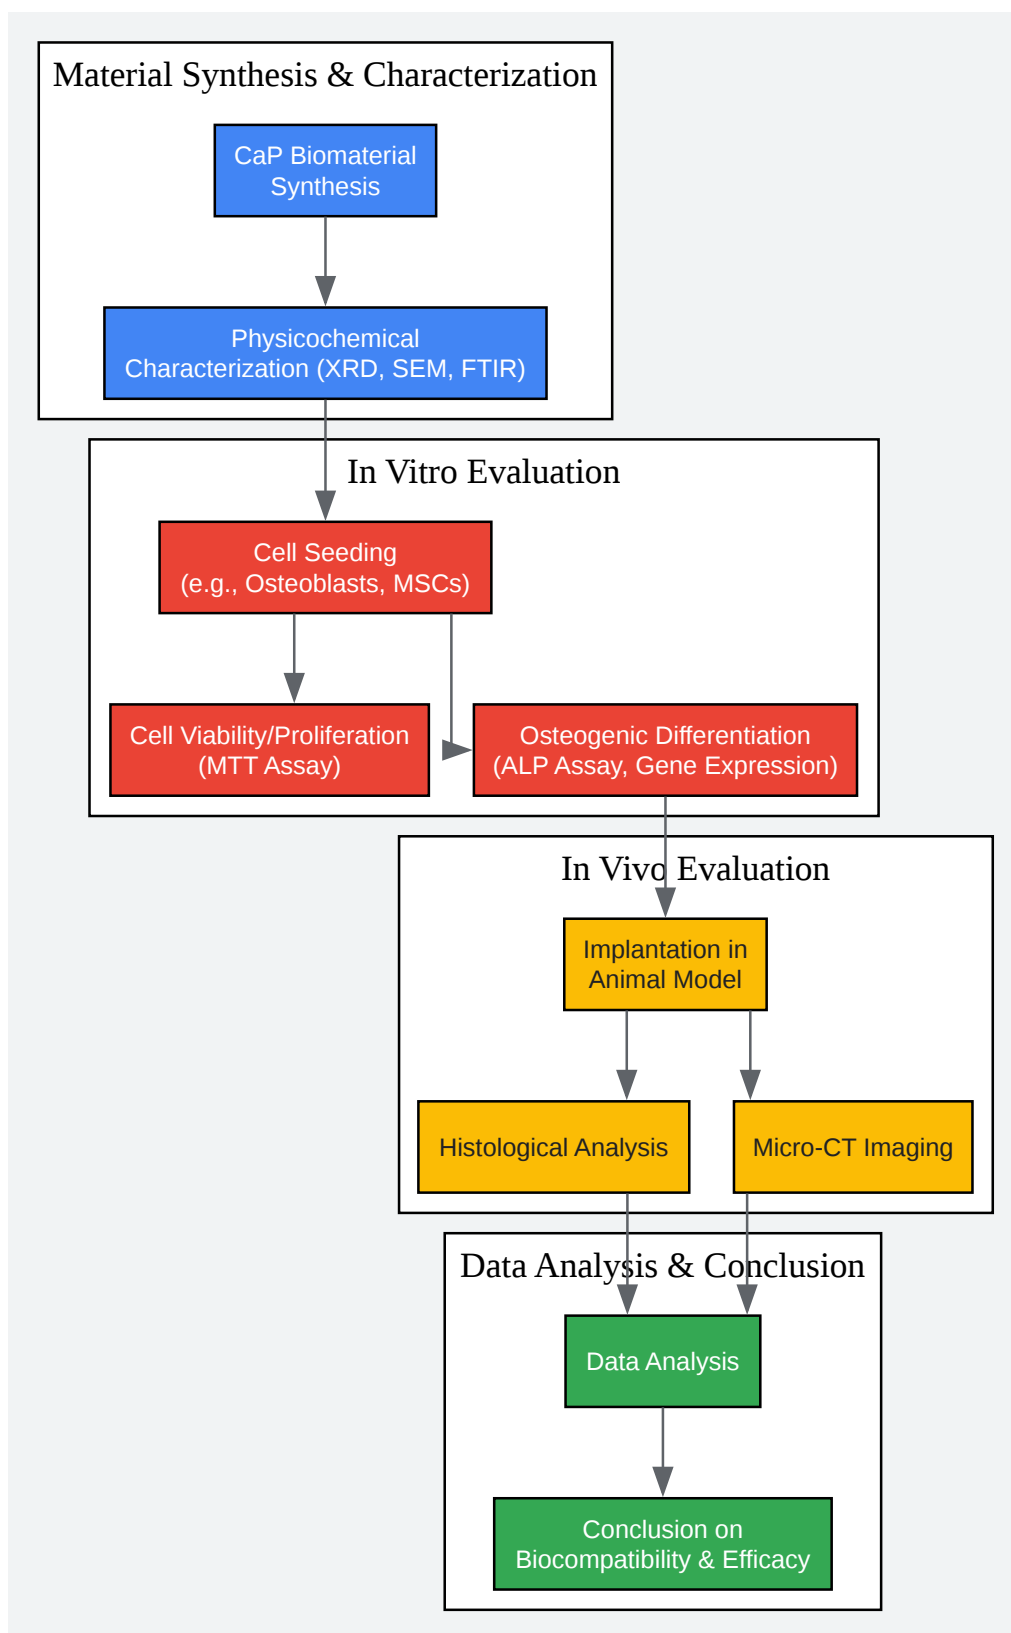 Material Synthesis & Characterization
CaP Biomaterial
Synthesis
Physicochemical
Characterization (XRD, SEM, FTIR)
In Vitro Evaluation
Cell Seeding
(e.g., Osteoblasts, MSCs)
Cell Viability/Proliferation
(MTT Assay)
Osteogenic Differentiation
(ALP Assay, Gene Expression)
In Vivo Evaluation
Implantation in
Animal Model
Histological Analysis
Micro-CT Imaging
Data Analysis & Conclusion
Data Analysis
Conclusion on
Biocompatibility & Efficacy